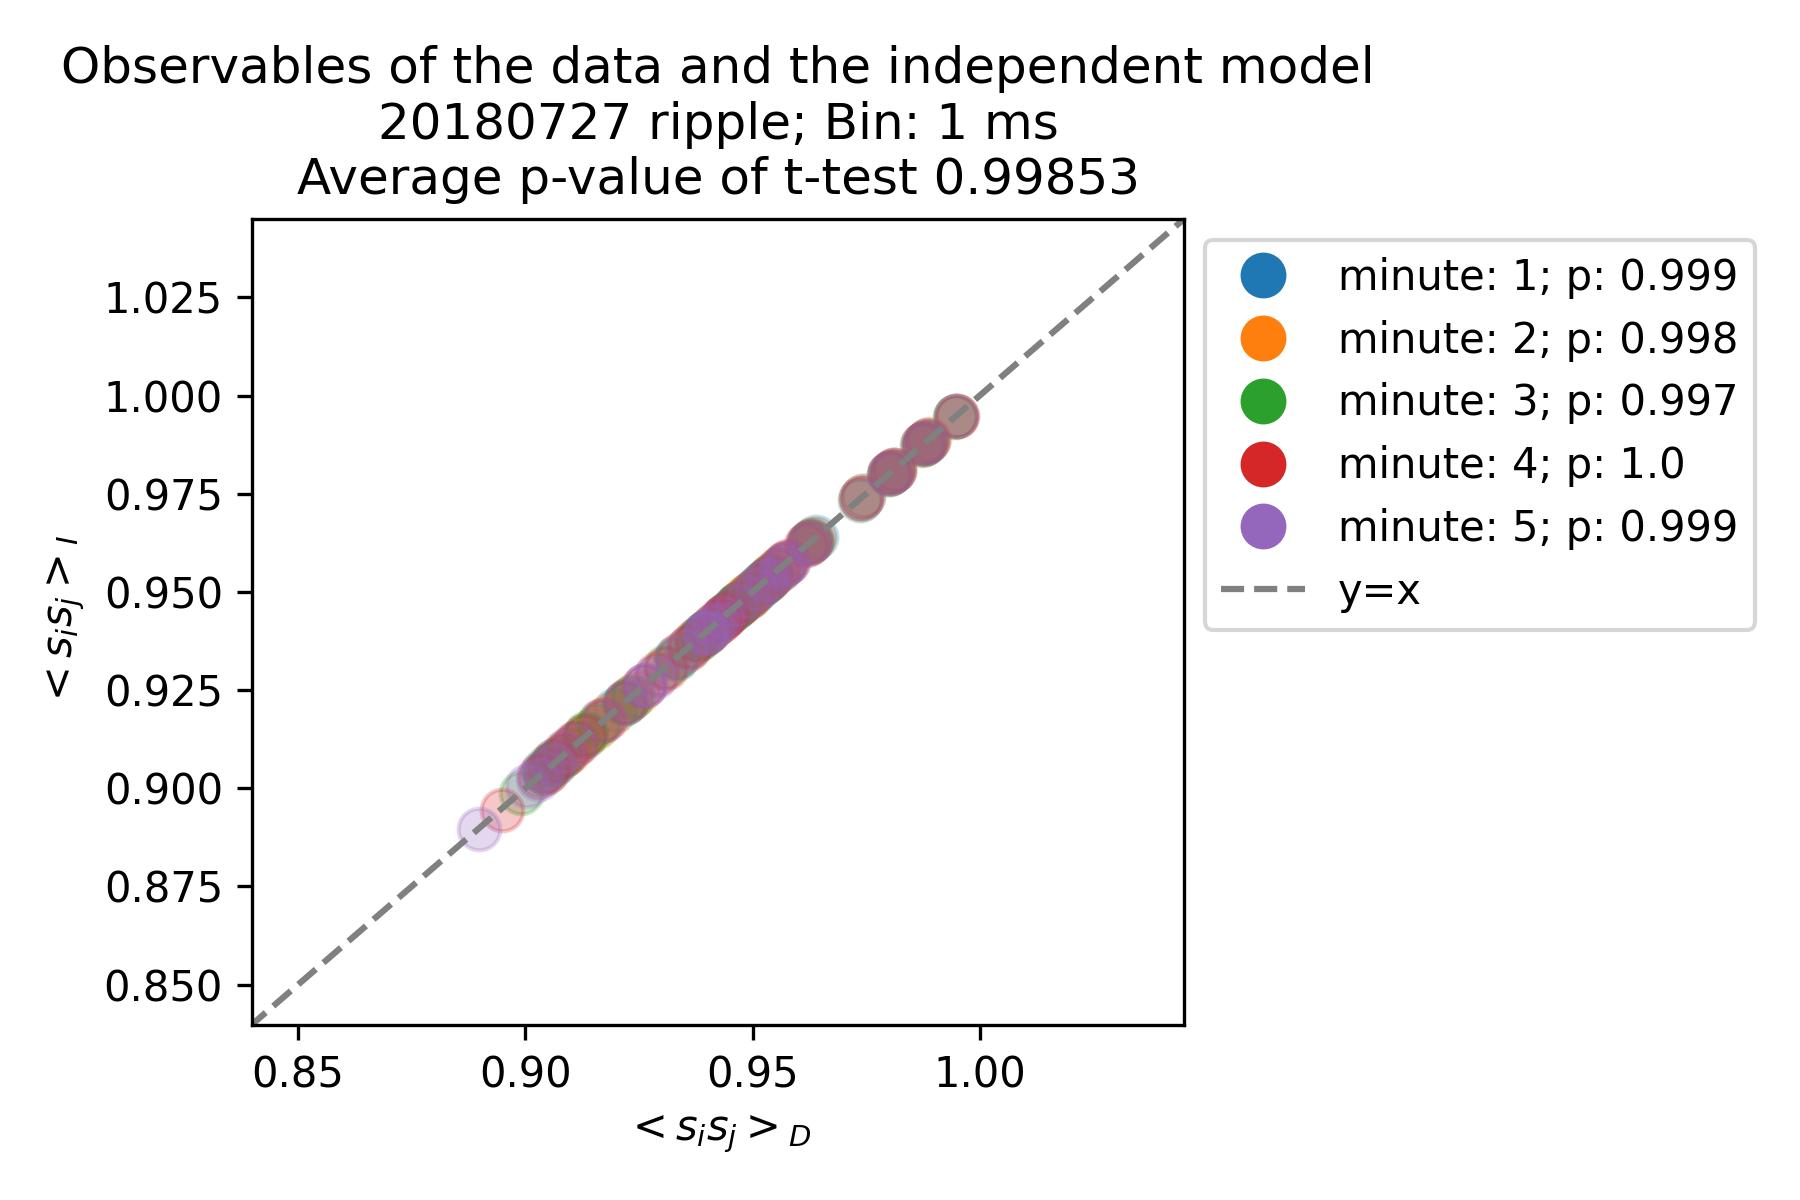 Observables of the data and the independent model
20180727 ripple; Bin: 1 ms
Average p-value of t-test 0.99853
1.025
1.000
0.975
0.950
0.925
0.900
0.875
0.850
< s_i s_j >_I
0.85 0.90 0.95 1.00
< s_i s_j >_D
minute: 1; p: 0.999
minute: 2; p: 0.998
minute: 3; p: 0.997
minute: 4; p: 1.0
minute: 5; p: 0.999
y=x